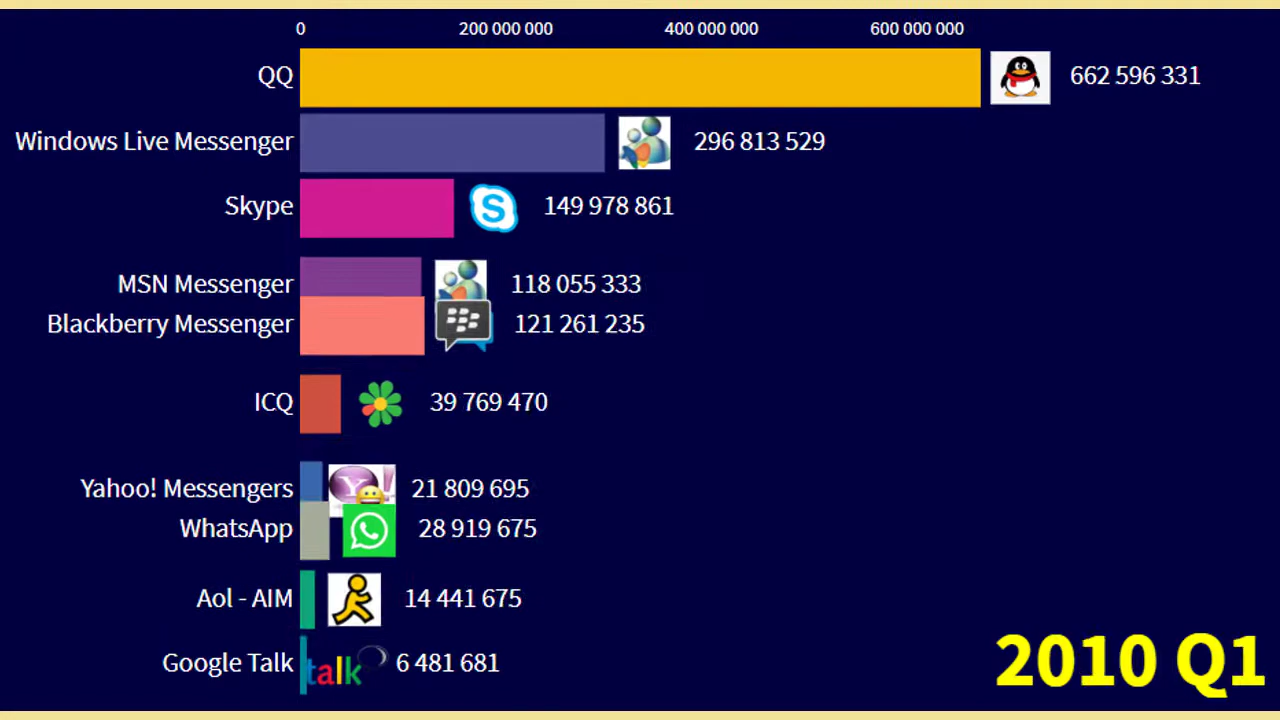 0 200 000 000 400 000 000 600 000 000
QQ 662 596 331
Windows Live Messenger 296 813 529
Skype S 149 978 861
MSN Messenger 118 055 333
Blackberry Messenger 121 261 235
ICQ 39 769 470
Yahoo! Messengers Y! 21 809 695
WhatsApp 28 919 675
Aol - AIM 14 441 675
Google Talk talk 6 481 681
2010 Q1